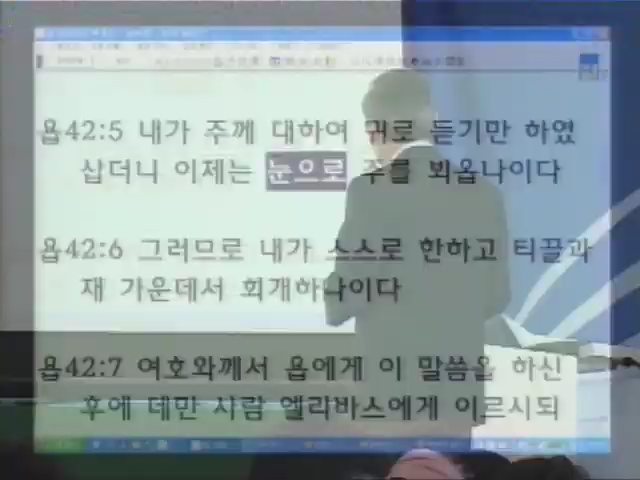 욥42:5 내가 주께 대하여 귀로 듣기만 하였
삽더니 이제는 눈으로 주를 뵈옵나이다
욥42:6 그러므로 내가 스스로 한하고 티끌과
재 가운데서 회개하나이다
욥42:7 여호와께서 욥에게 이 말씀을 하신
후에 데만 사람 엘리바스에게 이르시되